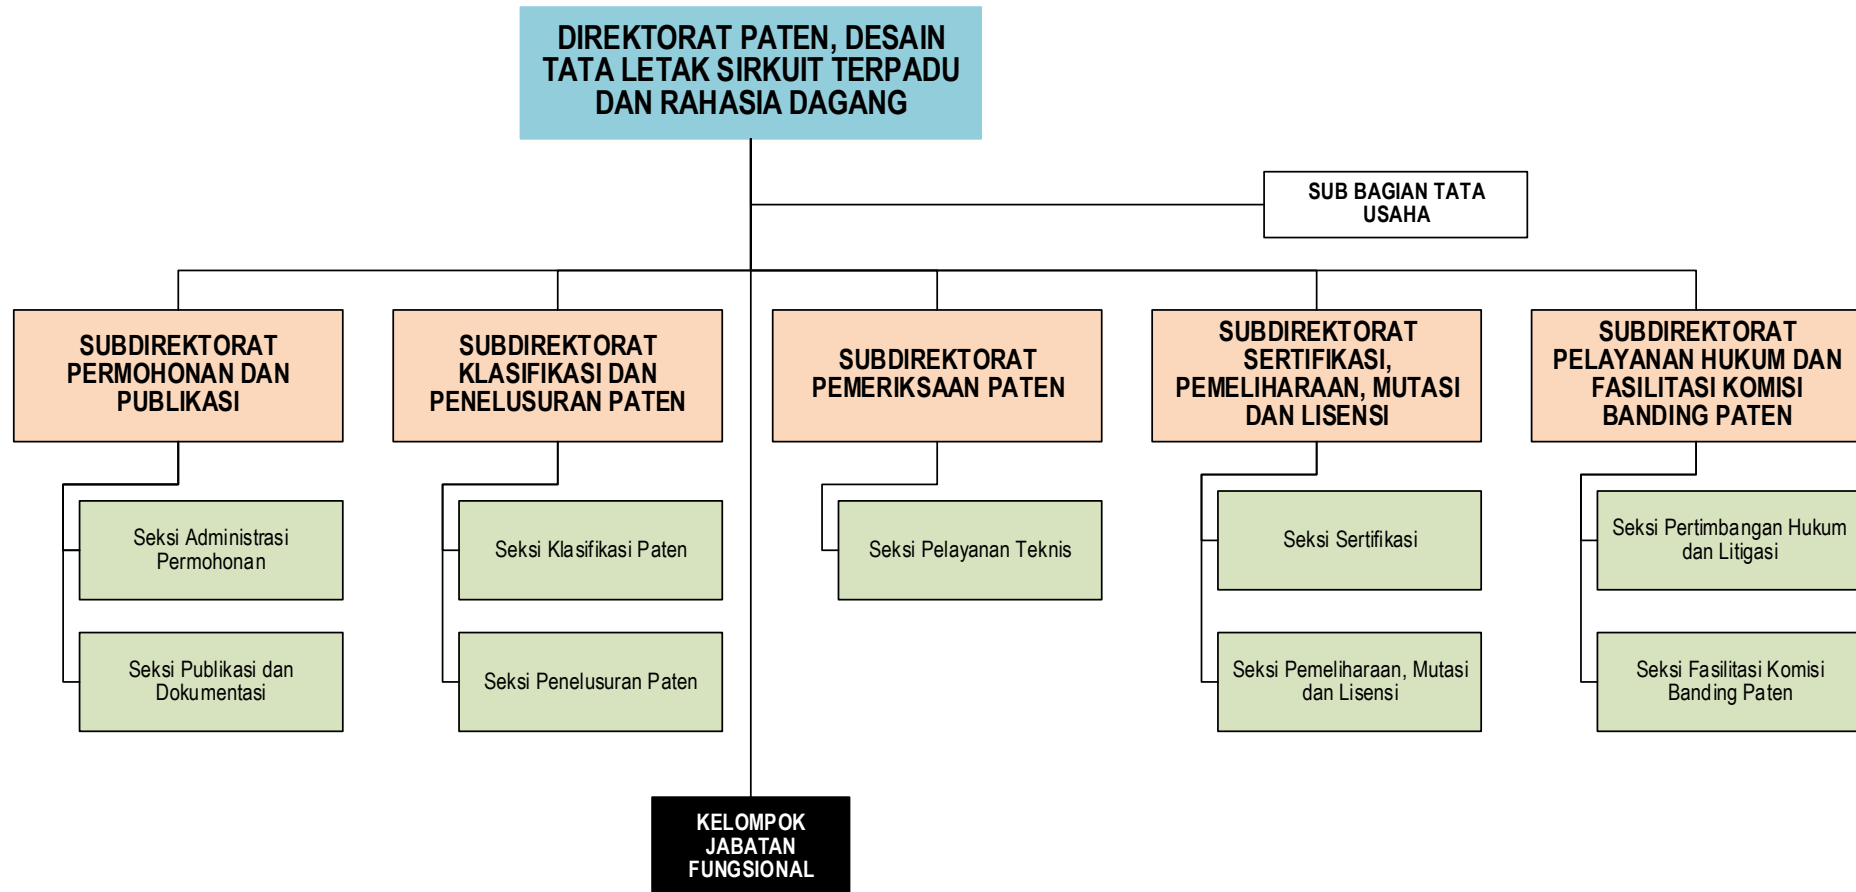 DIREKTORAT PATEN, DESAIN
TATA LETAK SIRKUIT TERPADU
DAN RAHASIA DAGANG
SUB BAGIAN TATA
USAHA
SUBDIREKTORAT
PERMOHONAN DAN
PUBLIKASI
SUBDIREKTORAT
KLASIFIKASI DAN
PENELUSURAN PATEN
SUBDIREKTORAT
PEMERIKSAAN PATEN
SUBDIREKTORAT
SERTIFIKASI,
PEMELIHARAAN, MUTASI
DAN LISENSI
SUBDIREKTORAT
PELAYANAN HUKUM DAN
FASILITASI KOMISI
BANDING PATEN
Seksi Administrasi
Permohonan
Seksi Klasifikasi Paten
Seksi Pelayanan Teknis
Seksi Sertifikasi
Seksi Pertimbangan Hukum
dan Litigasi
Seksi Publikasi dan
Dokumentasi
Seksi Penelusuran Paten
Seksi Pemeliharaan, Mutasi
dan Lisensi
Seksi Fasilitasi Komisi
Banding Paten
KELOMPOK
JABATAN
FUNGSIONAL